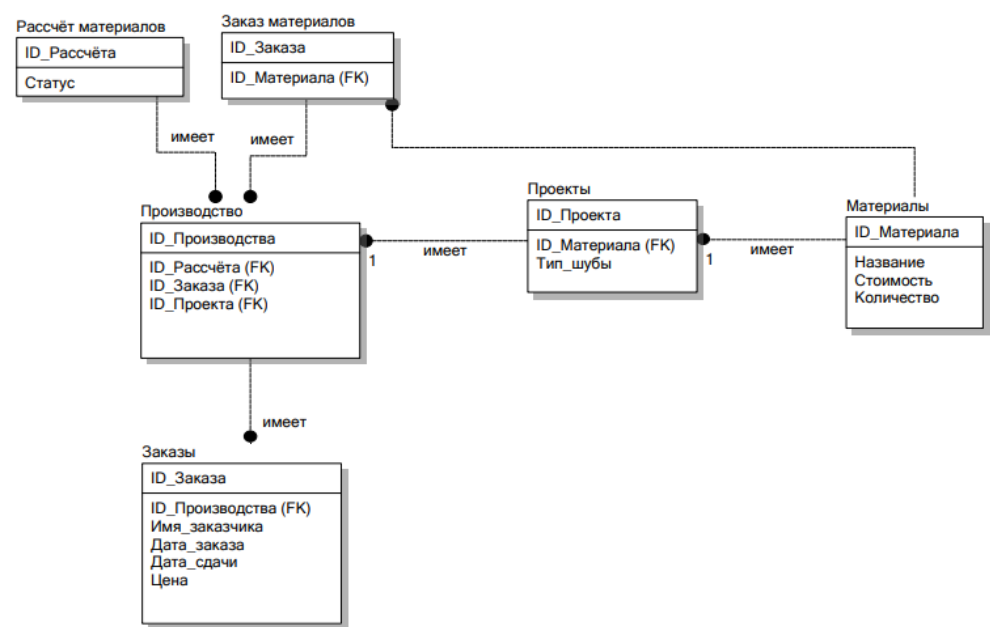 Рассчёт материалов
ID_Рассчёта
Статус
Заказ материалов
ID_Заказа
ID_Материала (FK)
имеет
имеет
Производство
ID_Производства
ID_Рассчёта (FK)
ID_Заказа (FK)
ID_Проекта (FK)
1
имеет
Проекты
ID_Проекта
ID_Материала (FK)
Тип_шубы
1
имеет
Материалы
ID_Материала
Название
Стоимость
Количество
имеет
Заказы
ID_Заказа
ID_Производства (FK)
Имя_заказчика
Дата_заказа
Дата_сдачи
Цена